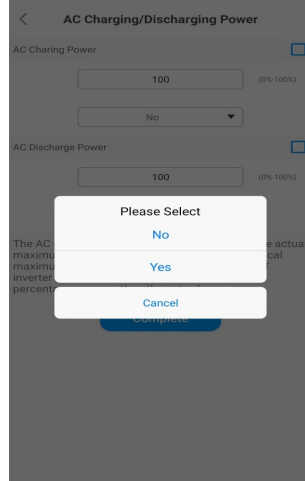 AC Charging/Discharging Power
AC Charing Power
100
(0%-100%)
No
AC Discharge Power
100
(0%-100%)
Please Select
No
Yes
Cancel
The AC
maximu
maximu
inverter
percent
e actua
cal
Complete